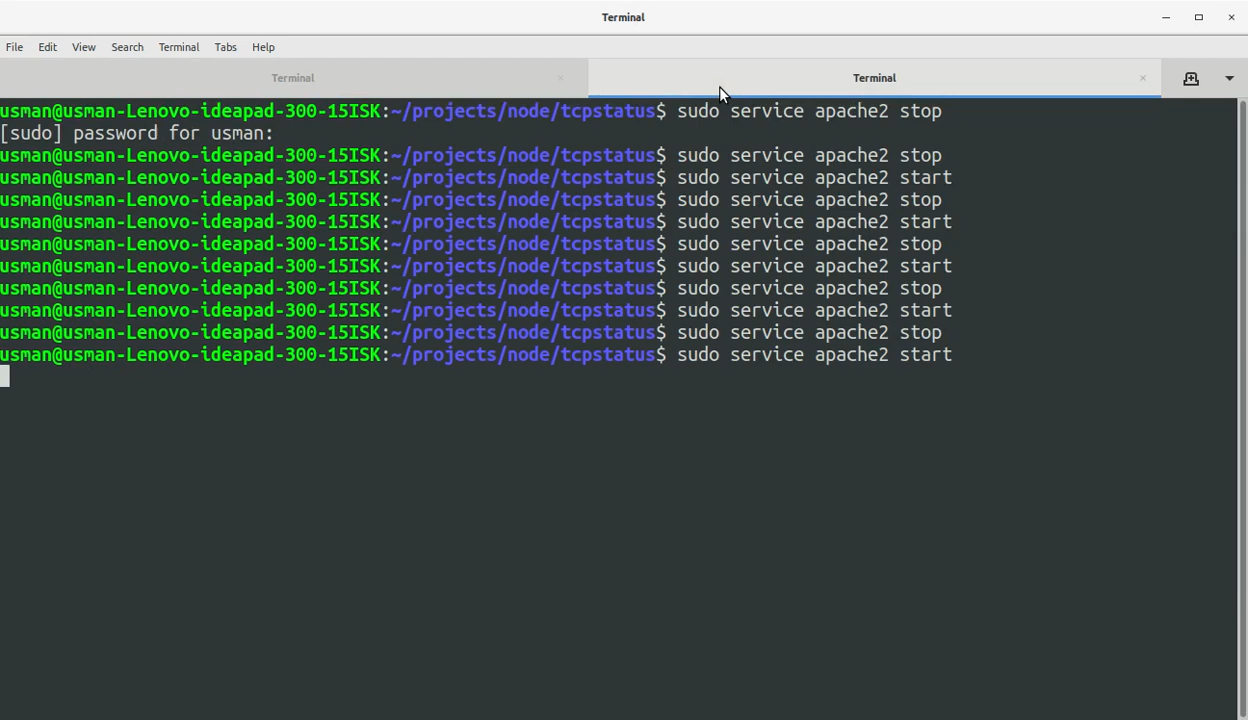 Terminal
File Edit View Search Terminal Tabs Help
Terminal Terminal
usman@usman-Lenovo-ideapad-300-15ISK:~/projects/node/tcpstatus$ sudo service apache2 stop
[sudo] password for usman:
usman@usman-Lenovo-ideapad-300-15ISK:~/projects/node/tcpstatus$ sudo service apache2 stop
usman@usman-Lenovo-ideapad-300-15ISK:~/projects/node/tcpstatus$ sudo service apache2 start
usman@usman-Lenovo-ideapad-300-15ISK:~/projects/node/tcpstatus$ sudo service apache2 stop
usman@usman-Lenovo-ideapad-300-15ISK:~/projects/node/tcpstatus$ sudo service apache2 start
usman@usman-Lenovo-ideapad-300-15ISK:~/projects/node/tcpstatus$ sudo service apache2 stop
usman@usman-Lenovo-ideapad-300-15ISK:~/projects/node/tcpstatus$ sudo service apache2 start
usman@usman-Lenovo-ideapad-300-15ISK:~/projects/node/tcpstatus$ sudo service apache2 stop
usman@usman-Lenovo-ideapad-300-15ISK:~/projects/node/tcpstatus$ sudo service apache2 start
usman@usman-Lenovo-ideapad-300-15ISK:~/projects/node/tcpstatus$ sudo service apache2 stop
usman@usman-Lenovo-ideapad-300-15ISK:~/projects/node/tcpstatus$ sudo service apache2 start